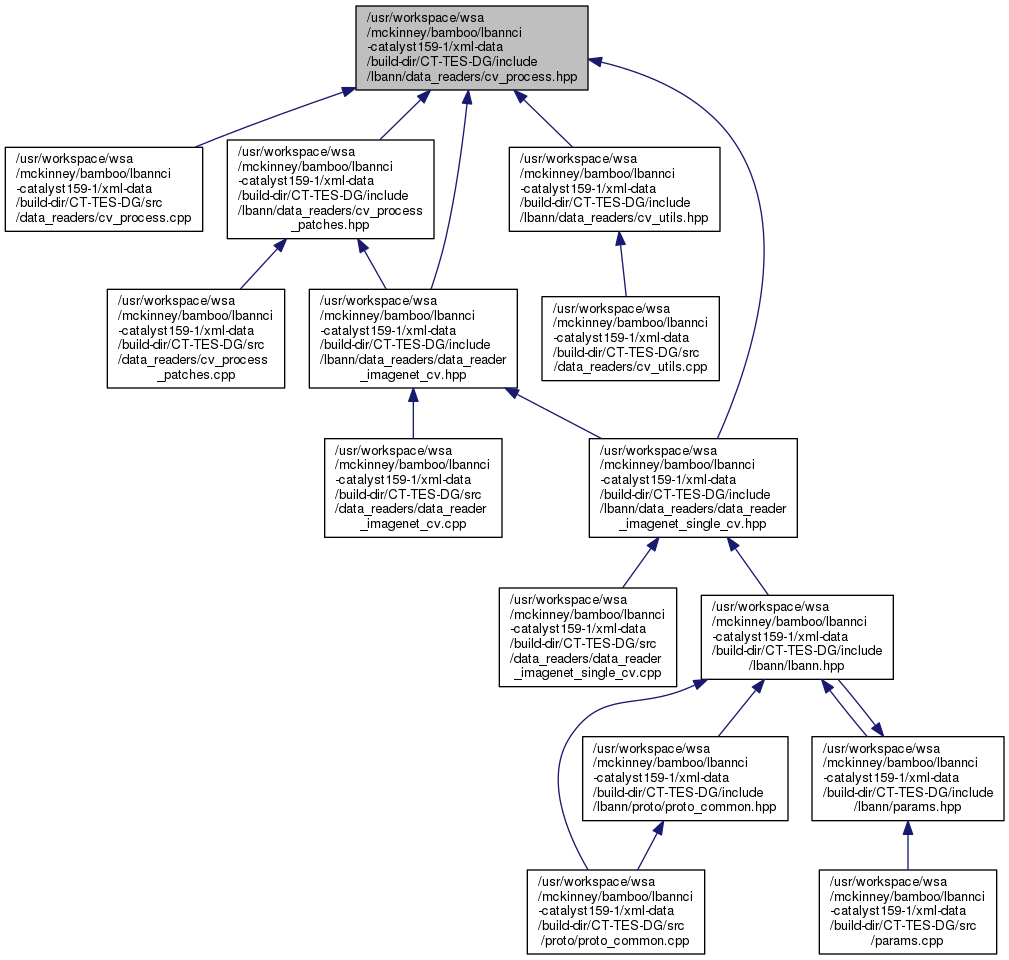 /usr/workspace/wsa
/mckinney/bamboo/lbannci
-catalyst159-1/xml-data
/build-dir/CT-TES-DG/include
/lbann/data_readers/cv_process.hpp
/usr/workspace/wsa
/mckinney/bamboo/lbannci
-catalyst159-1/xml-data
/build-dir/CT-TES-DG/src
/data_readers/cv_process.cpp
/usr/workspace/wsa
/mckinney/bamboo/lbannci
-catalyst159-1/xml-data
/build-dir/CT-TES-DG/include
/lbann/data_readers/cv_process
_patches.hpp
/usr/workspace/wsa
/mckinney/bamboo/lbannci
-catalyst159-1/xml-data
/build-dir/CT-TES-DG/include
/lbann/data_readers/cv_utils.hpp
/usr/workspace/wsa
/mckinney/bamboo/lbannci
-catalyst159-1/xml-data
/build-dir/CT-TES-DG/src
/data_readers/cv_process
_patches.cpp
/usr/workspace/wsa
/mckinney/bamboo/lbannci
-catalyst159-1/xml-data
/build-dir/CT-TES-DG/include
/lbann/data_readers/data_reader
_imagenet_cv.hpp
/usr/workspace/wsa
/mckinney/bamboo/lbannci
-catalyst159-1/xml-data
/build-dir/CT-TES-DG/src
/data_readers/cv_utils.cpp
/usr/workspace/wsa
/mckinney/bamboo/lbannci
-catalyst159-1/xml-data
/build-dir/CT-TES-DG/src
/data_readers/data_reader
_imagenet_cv.cpp
/usr/workspace/wsa
/mckinney/bamboo/lbannci
-catalyst159-1/xml-data
/build-dir/CT-TES-DG/include
/lbann/data_readers/data_reader
_imagenet_single_cv.hpp
/usr/workspace/wsa
/mckinney/bamboo/lbannci
-catalyst159-1/xml-data
/build-dir/CT-TES-DG/src
/data_readers/data_reader
_imagenet_single_cv.cpp
/usr/workspace/wsa
/mckinney/bamboo/lbannci
-catalyst159-1/xml-data
/build-dir/CT-TES-DG/include
/lbann/lbann.hpp
/usr/workspace/wsa
/mckinney/bamboo/lbannci
-catalyst159-1/xml-data
/build-dir/CT-TES-DG/include
/lbann/proto/proto_common.hpp
/usr/workspace/wsa
/mckinney/bamboo/lbannci
-catalyst159-1/xml-data
/build-dir/CT-TES-DG/include
/lbann/params.hpp
/usr/workspace/wsa
/mckinney/bamboo/lbannci
-catalyst159-1/xml-data
/build-dir/CT-TES-DG/src
/proto/proto_common.cpp
/usr/workspace/wsa
/mckinney/bamboo/lbannci
-catalyst159-1/xml-data
/build-dir/CT-TES-DG/src
/params.cpp